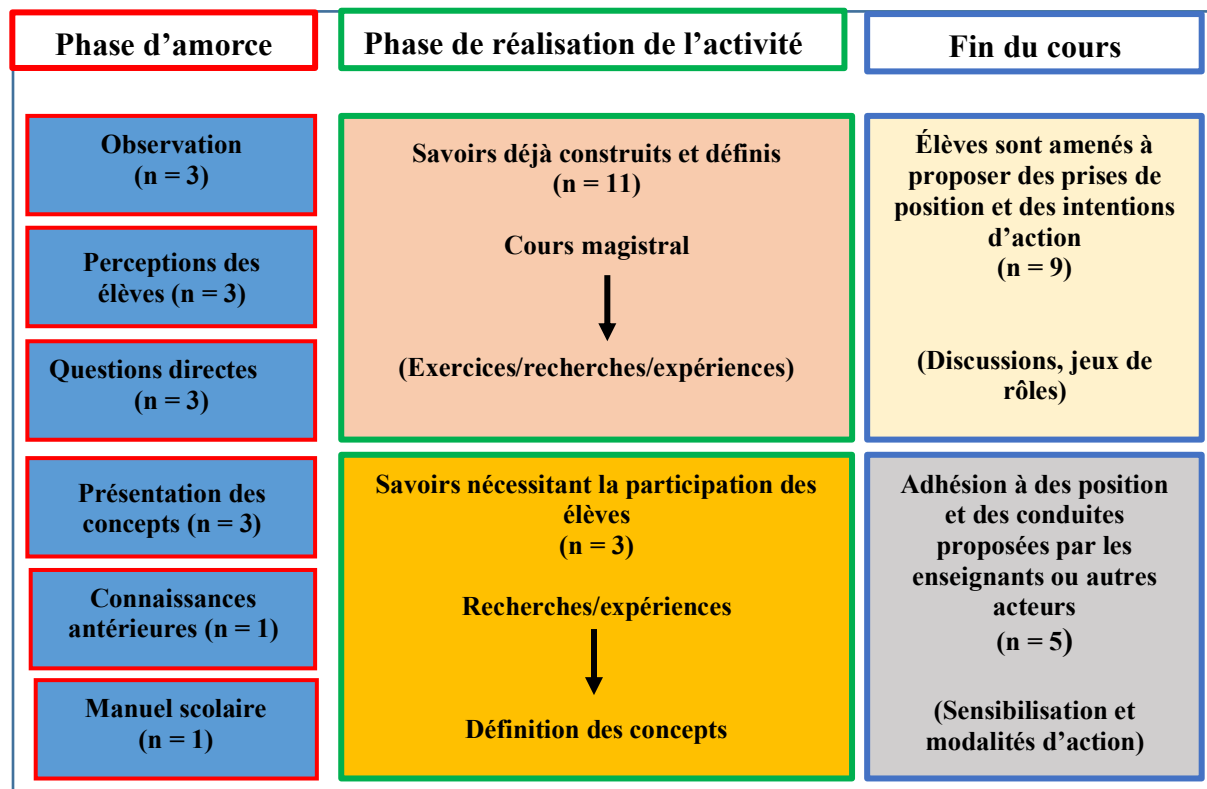 Phase d’amorce
Observation
(n = 3)
Perceptions des
élèves (n = 3)
Questions directes
(n = 3)
Présentation des
concepts (n = 3)
Connaissances
antérieures (n = 1)
Manuel scolaire
(n = 1)
Phase de réalisation de l’activité
Savoirs déjà construits et définis
(n = 11)
Cours magistral
(Exercices/recherches/expériences)
Savoirs nécessitant la participation des
élèves
(n = 3)
Recherches/expériences
Définition des concepts
Fin du cours
Élèves sont amenés à
proposer des prises de
position et des intentions
d’action
(n = 9)
(Discussions, jeux de
rôles)
Adhésion à des position
et des conduites
proposées par les
enseignants ou autres
acteurs
(n = 5)
(Sensibilisation et
modalités d’action)